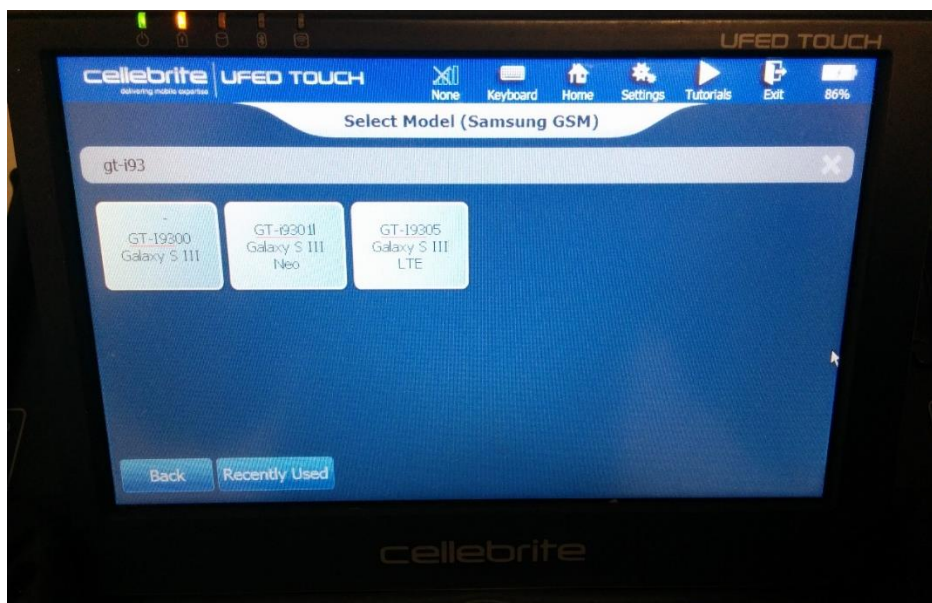 UFED TOUCH
cellebrite UFED TOUCH
delivering mobile expertise
None Keyboard Home Settings Tutorials Exit 86%
Select Model (Samsung GSM)
gt-i93
GT-I9300
Galaxy S III
GT-i9301I
Galaxy S III
Neo
GT-I9305
Galaxy S III
LTE
Back Recently Used
cellebrite